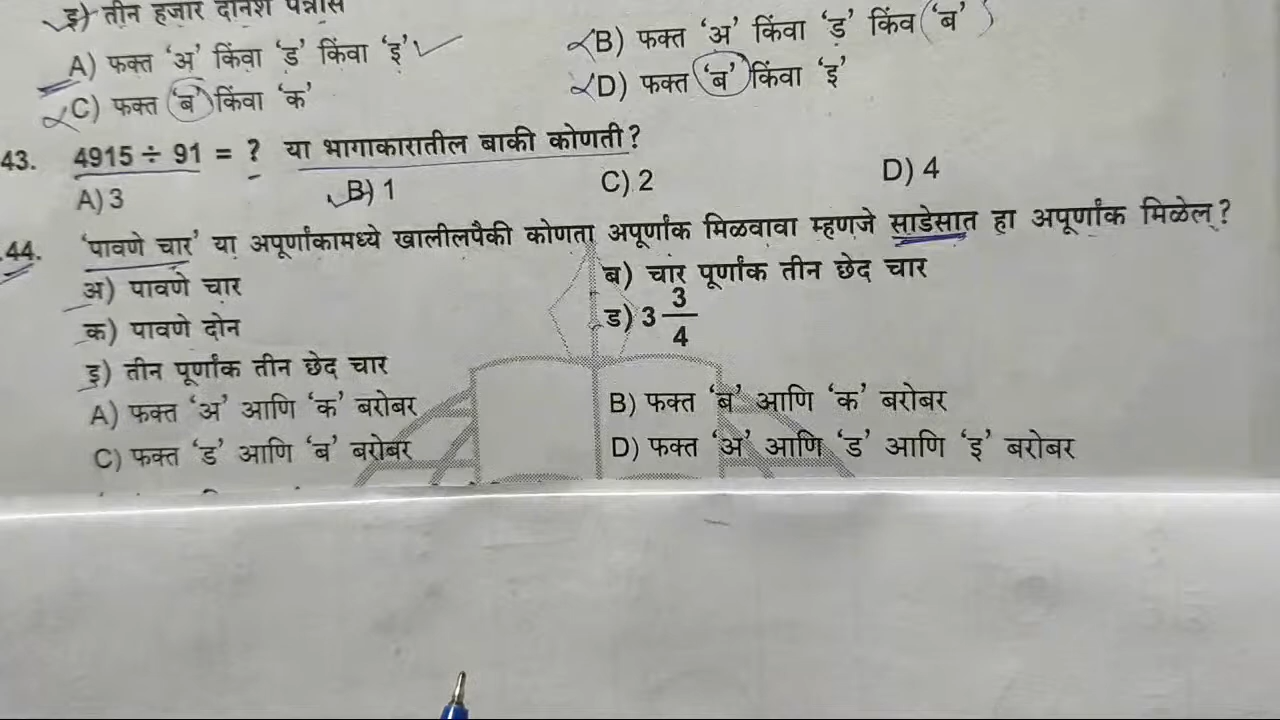 इ) तीन हजार दोनशे पन्नास
A) फक्त 'अ' किंवा 'ड' किंवा 'इ'
B) फक्त 'अ' किंवा 'ड' किंव 'ब'
C) फक्त 'ब' किंवा 'क'
D) फक्त 'ब' किंवा 'इ'
43. 4915 ÷ 91 = ? या भागाकारातील बाकी कोणती?
A) 3 B) 1 C) 2 D) 4
44. 'पावणे चार' या अपूर्णांकामध्ये खालीलपैकी कोणता अपूर्णांक मिळवावा म्हणजे साडेसात हा अपूर्णांक मिळेल?
अ) पावणे चार
ब) चार पूर्णांक तीन छेद चार
क) पावणे दोन
ड) 3 3/4
इ) तीन पूर्णांक तीन छेद चार
A) फक्त 'अ' आणि 'क' बरोबर
B) फक्त 'ब' आणि 'क' बरोबर
C) फक्त 'ड' आणि 'ब' बरोबर
D) फक्त 'अ' आणि 'ड' आणि 'इ' बरोबर